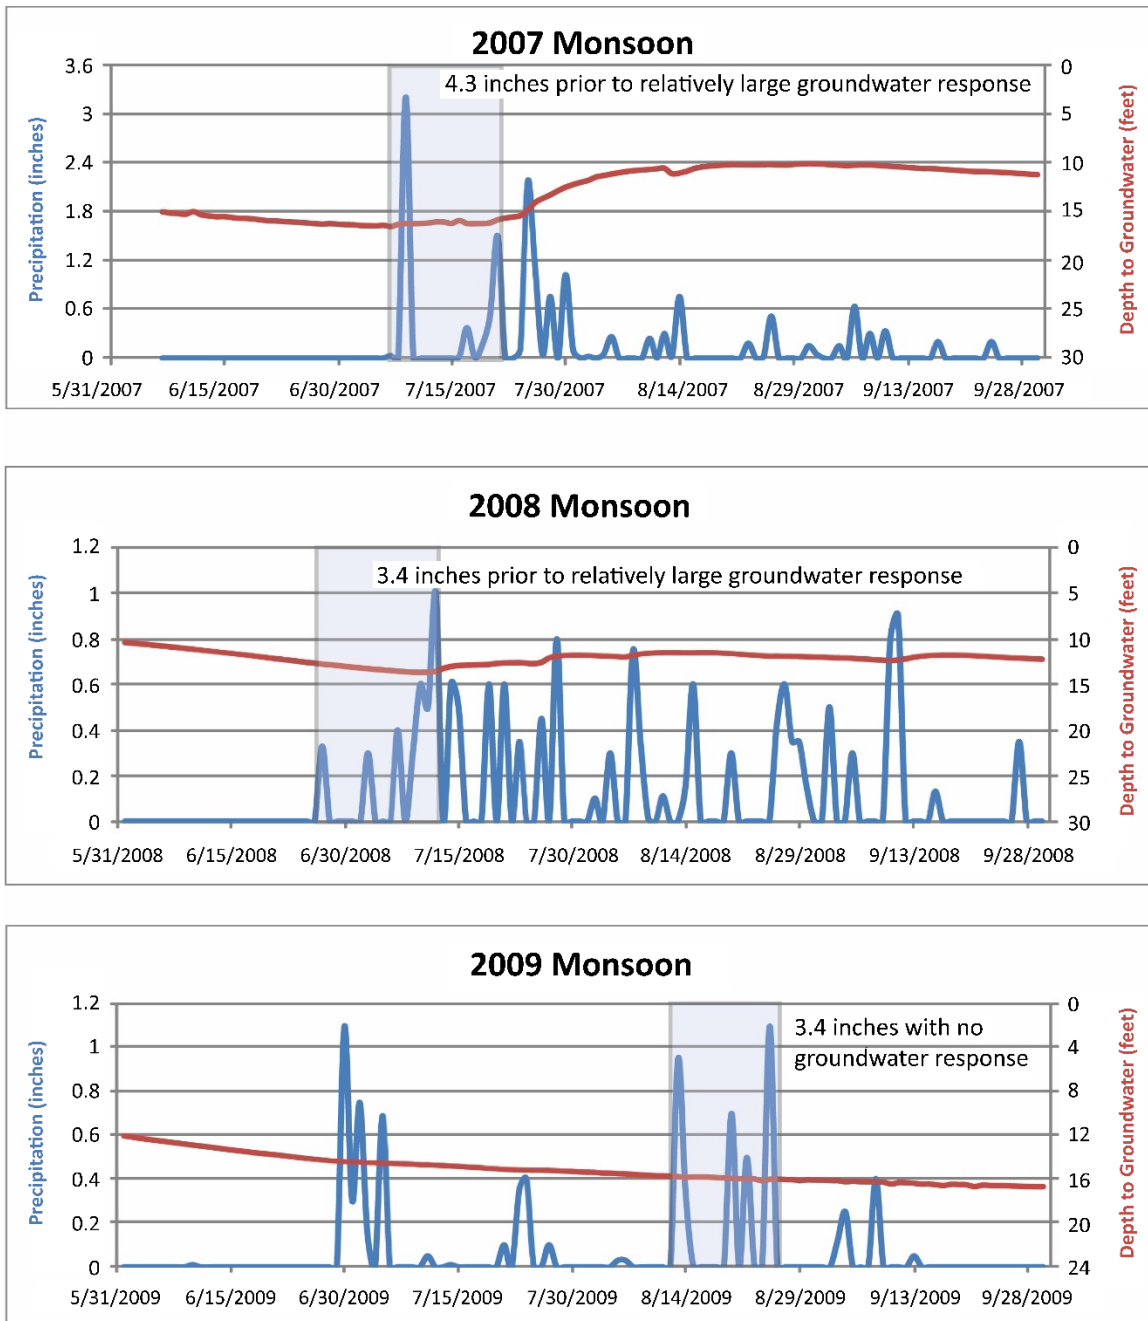 2007 Monsoon
4.3 inches prior to relatively large groundwater response
Precipitation (inches)
3.6
3
2.4
1.8
1.2
0.6
0
0
5
10
15
20
25
30
Depth to Groundwater (feet)
5/31/2007 6/15/2007 6/30/2007 7/15/2007 7/30/2007 8/14/2007 8/29/2007 9/13/2007 9/28/2007
2008 Monsoon
3.4 inches prior to relatively large groundwater response
Precipitation (inches)
1.2
1
0.8
0.6
0.4
0.2
0
0
5
10
15
20
25
30
Depth to Groundwater (feet)
5/31/2008 6/15/2008 6/30/2008 7/15/2008 7/30/2008 8/14/2008 8/29/2008 9/13/2008 9/28/2008
2009 Monsoon
3.4 inches with no
groundwater response
Precipitation (inches)
1.2
1
0.8
0.6
0.4
0.2
0
0
4
8
12
16
20
24
Depth to Groundwater (feet)
5/31/2009 6/15/2009 6/30/2009 7/15/2009 7/30/2009 8/14/2009 8/29/2009 9/13/2009 9/28/2009